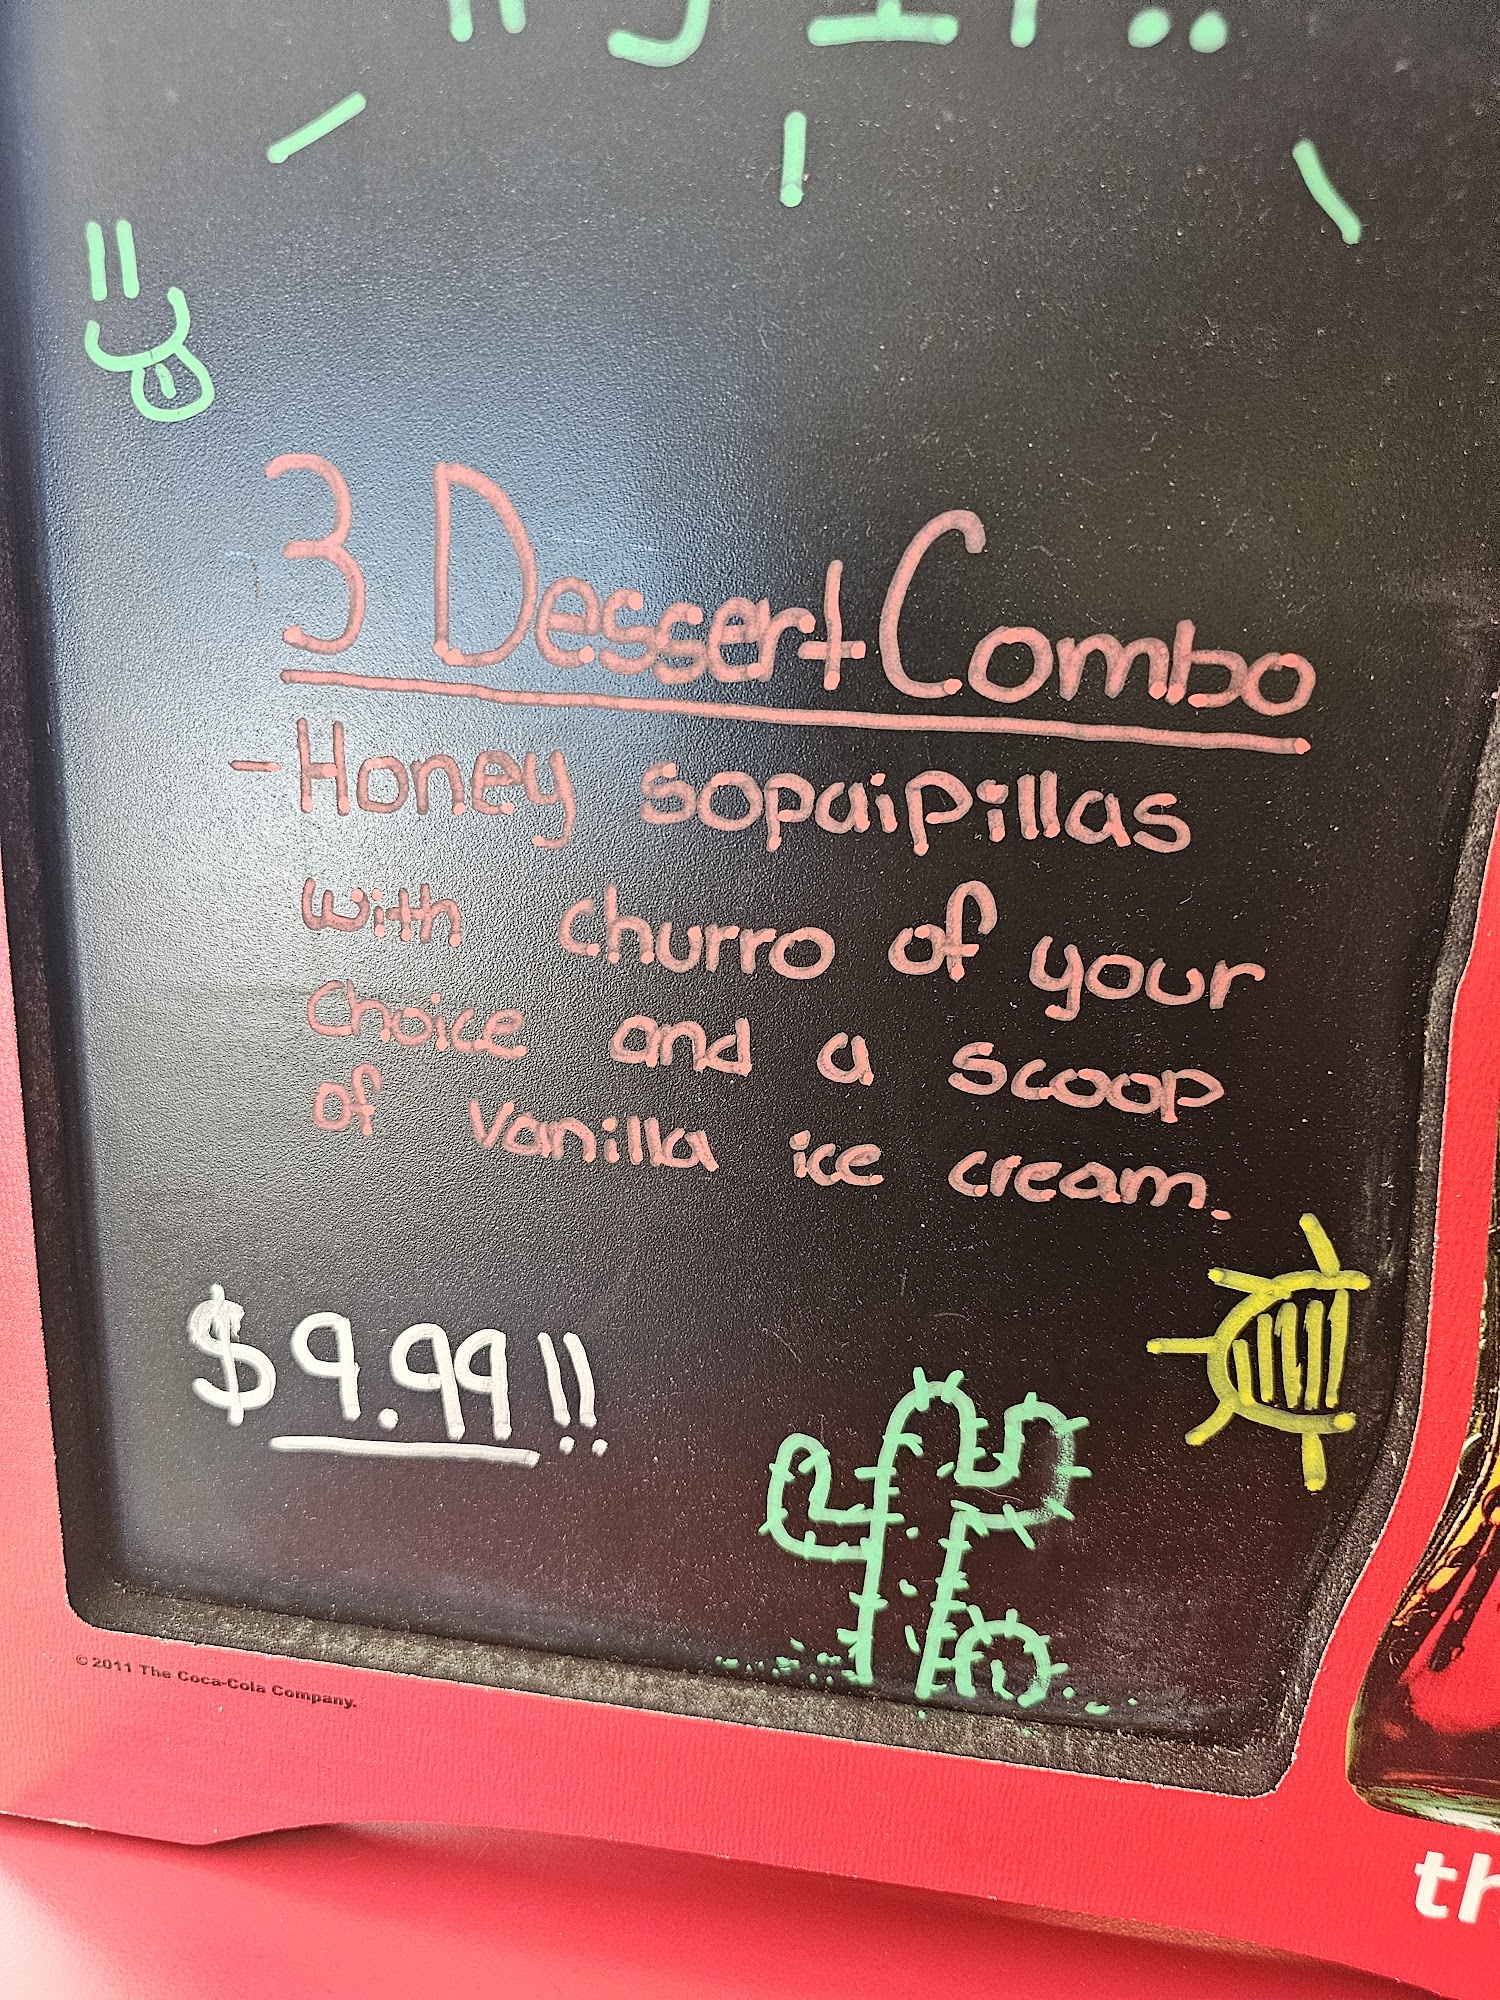 3 Dessert Combo
- Honey sopaipillas
with churro of your
choice and a scoop
of Vanilla ice cream.
$9.99!!
© 2011 The Coca-Cola Company.
th